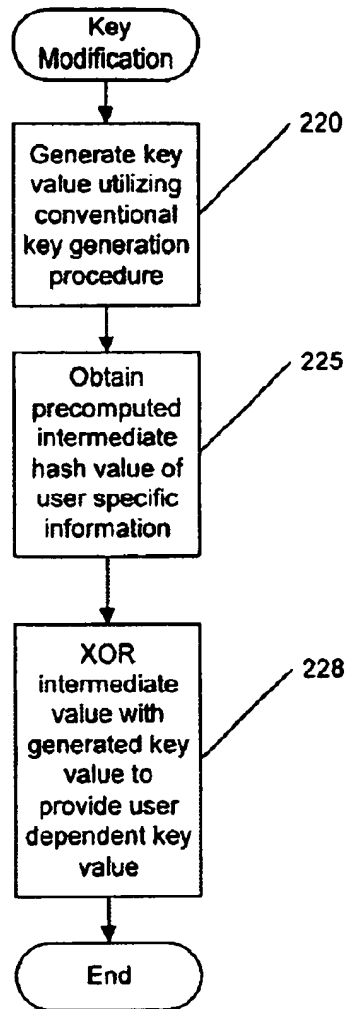 Key
Modification
220
Generate key
value utilizing
conventional
key generation
procedure
225
Obtain
precomputed
intermediate
hash value of
user specific
information
228
XOR
intermediate
value with
generated key
value to
provide user
dependent key
value
End